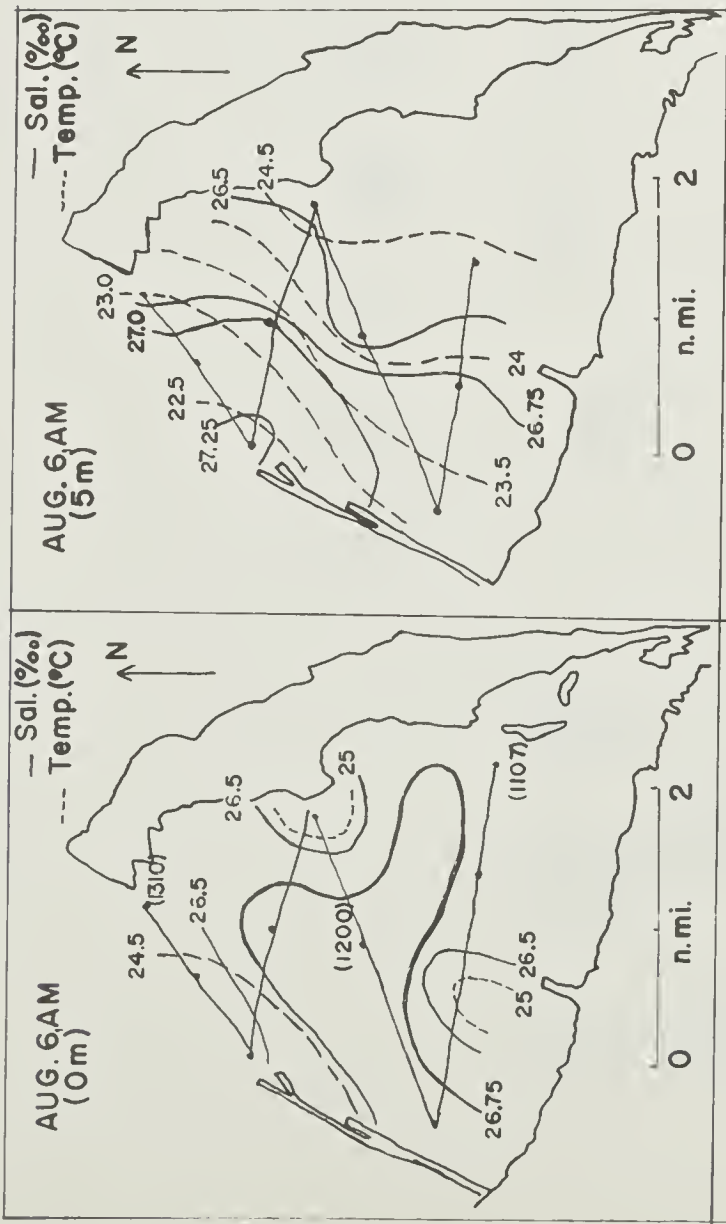 AUG. 6,AM
(0m)
— Sal.(‰)
--- Temp.(°C)
N
24.5
(1310)
26.5
26.5
25
(1200)
(1107)
26.5
25
26.75
0
n.mi.
2
AUG. 6,AM
(5m)
— Sal.(‰)
---- Temp.(°C)
N
23.0
27.0
22.5
27.25
26.5
24.5
24
26.75
23.5
0
n.mi.
2